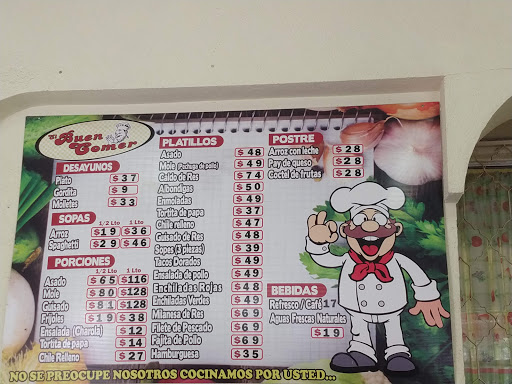 El Buen Comer
DESAYUNOS
Plato $37
Gordita $9
Molletes $33
SOPAS
1/2 Lto 1 Lto
Arroz $19 $36
Spaghetti $29 $46
PORCIONES
1/2 Lto 1 Lto
Asado $65 $116
Mole $80 $128
Guisado $81 $128
Frijoles $19 $38
Ensalada (Charola) $12
Tortita de papa $14
Chile Relleno $27
PLATILLOS
Asado $48
Mole (Pechuga de pollo) $49
Caldo de Res $74
Albondigas $50
Enmoladas $49
Tortita de papa $37
Chile relleno $47
Guisado de Res $48
Sopes (3 piezas) $39
Tacos Dorados $49
Ensalada de pollo $49
Enchiladas Rojas $48
Enchiladas Verdes $49
Milanesa de Res $69
Filete de Pescado $69
Fajita de Pollo $69
Hamburguesa $35
POSTRE
Arroz con leche $28
Pay de queso $28
Coctel de frutas $28
BEBIDAS
Refresco / Café 17
Aguas Frescas Naturales
$19
NO SE PREOCUPE NOSOTROS COCINAMOS POR USTED...